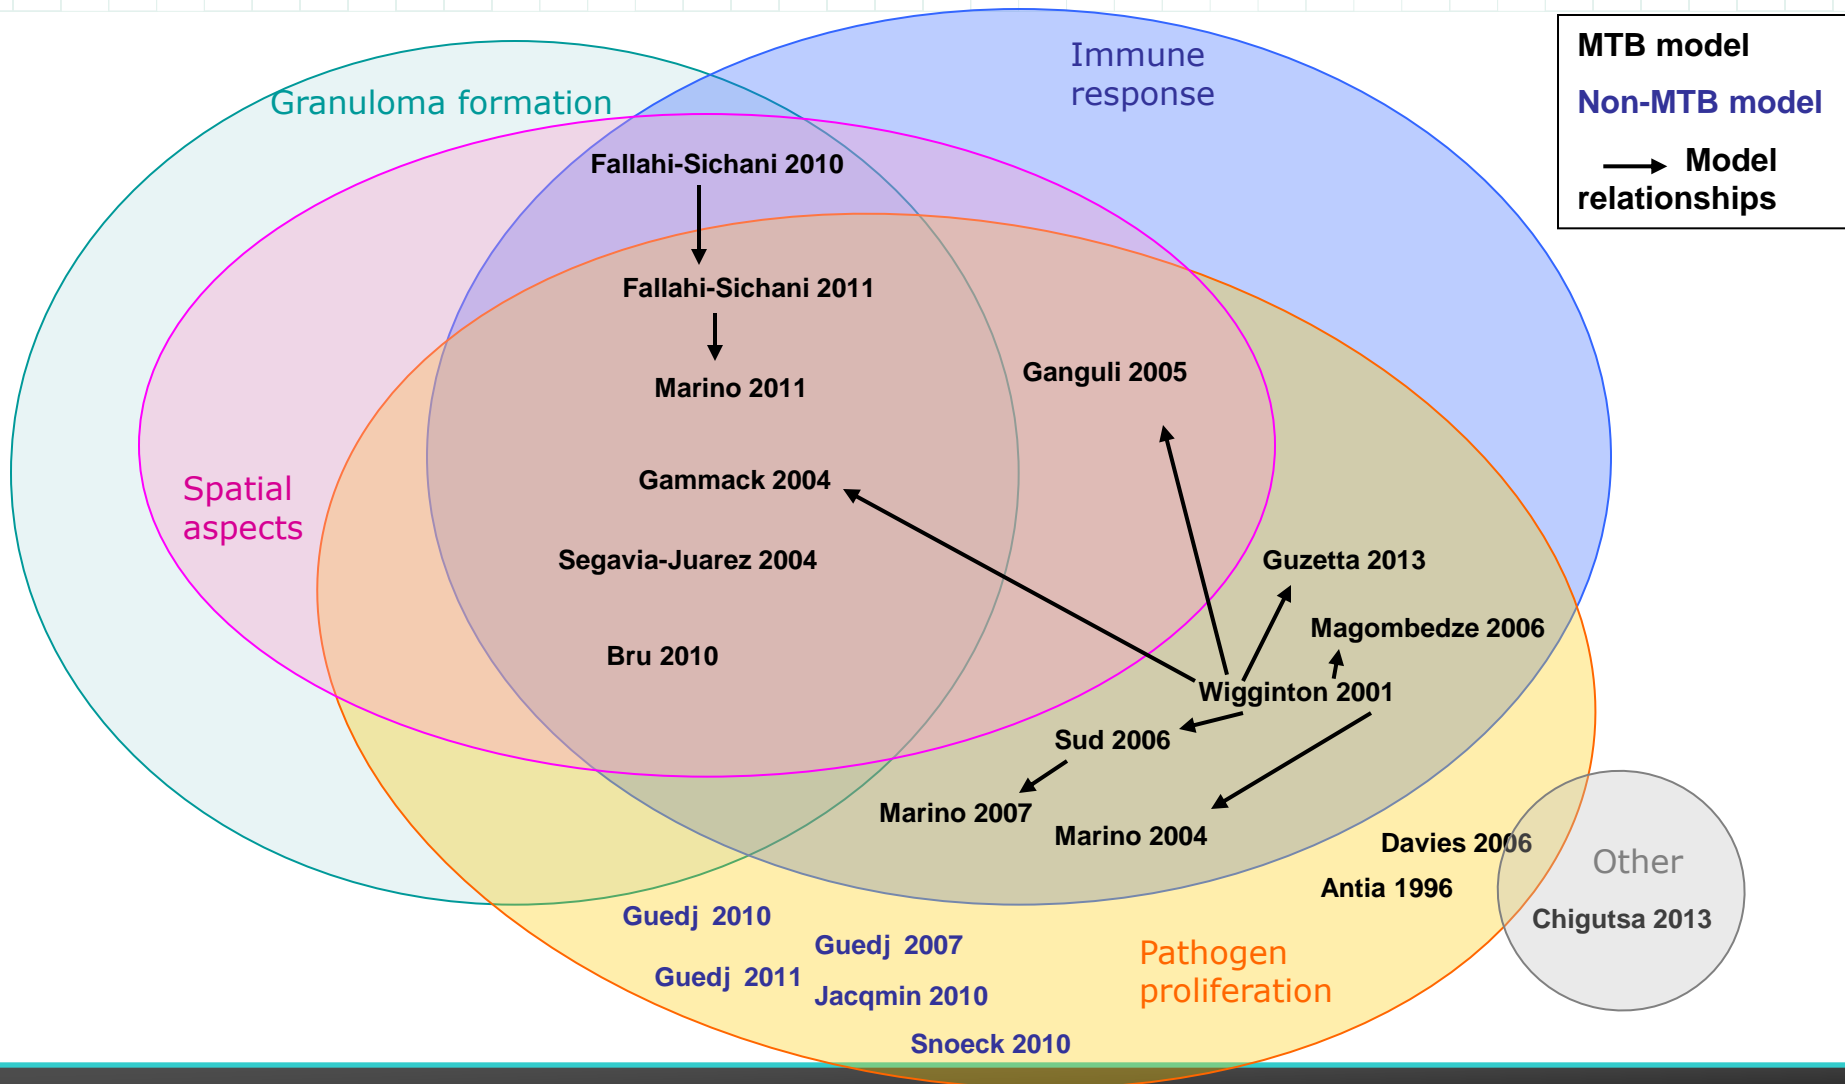 Immune
response
MTB model
Non-MTB model
Model
relationships
Granuloma formation
Fallahi-Sichani 2010
Fallahi-Sichani 2011
Marino 2011
Ganguli 2005
Gammack 2004
Spatial
aspects
Segavia-Juarez 2004
Guzetta 2013
Magombedze 2006
Bru 2010
Wigginton 2001
Sud 2006
Marino 2007
Marino 2004
Davies 2006
Other
Antia 1996
Chigutsa 2013
Guedj 2010
Guedj 2007
Pathogen
proliferation
Guedj 2011
Jacqmin 2010
Snoeck 2010